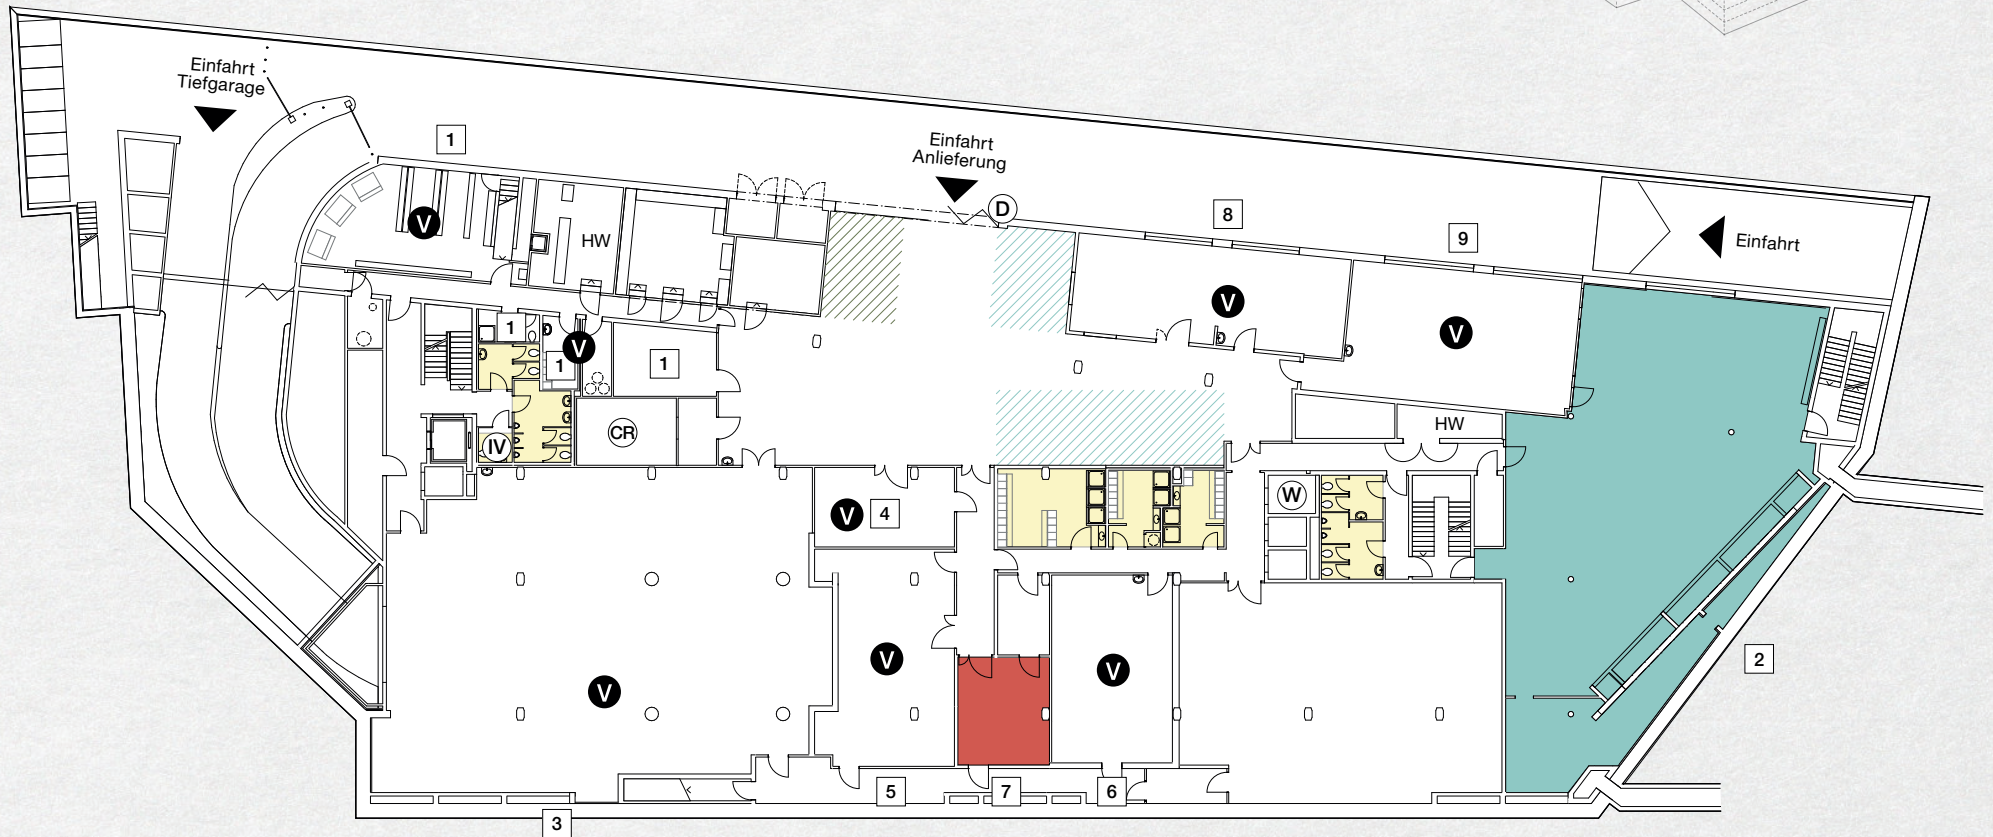 Einfahrt
Tiefgarage
1
Einfahrt
Anlieferung
D
8
9
Einfahrt
V
HW
V
V
1
V
1
1
CR
IV
HW
W
V
4
V
V
V
2
5
7
6
3